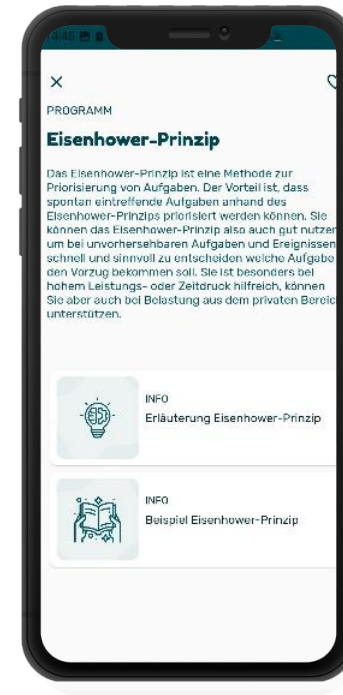 14:45
PROGRAMM
Eisenhower-Prinzip
Das Eisenhower-Prinzip ist eine Methode zur
Priorisierung von Aufgaben. Der Vorteil ist, dass
spontan eintreffende Aufgaben anhand des
Eisenhower-Prinzips priorisiert werden können. Sie
können das Eisenhower-Prinzip also auch gut nutzen
um bei unvorhersehbaren Aufgaben und Ereignissen
schnell und sinnvoll zu entscheiden welche Aufgabe
den Vorzug bekommen soll. Sie ist besonders bei
hohem Leistungs- oder Zeitdruck hilfreich, können
Sie aber auch bei Belastung aus dem privaten Bereic
unterstützen.
INFO
Erläuterung Eisenhower-Prinzip
INFO
Beispiel Eisenhower-Prinzip